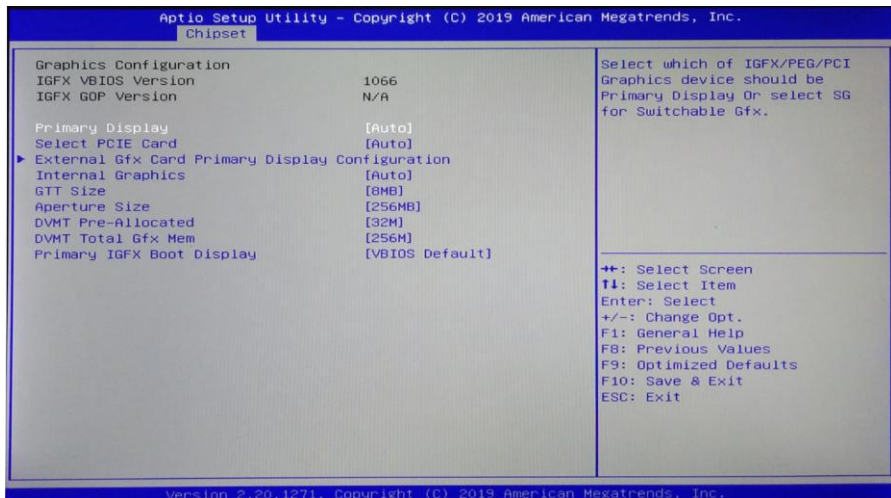 Aptio Setup Utility – Copyright (C) 2019 American Megatrends, Inc.
Chipset
Graphics Configuration
IGFX VBIOS Version 1066
IGFX GOP Version N/A
Primary Display [Auto]
Select PCIE Card [Auto]
▶ External Gfx Card Primary Display Configuration
Internal Graphics [Auto]
GTT Size [8MB]
Aperture Size [256MB]
DVMT Pre-Allocated [32M]
DVMT Total Gfx Mem [256M]
Primary IGFX Boot Display [VBIOS Default]
Select which of IGFX/PEG/PCI
Graphics device should be
Primary Display Or select SG
for Switchable Gfx.
→←: Select Screen
↑↓: Select Item
Enter: Select
+/-: Change Opt.
F1: General Help
F8: Previous Values
F9: Optimized Defaults
F10: Save & Exit
ESC: Exit
Version 2.20.1271. Copyright (C) 2019 American Megatrends, Inc.